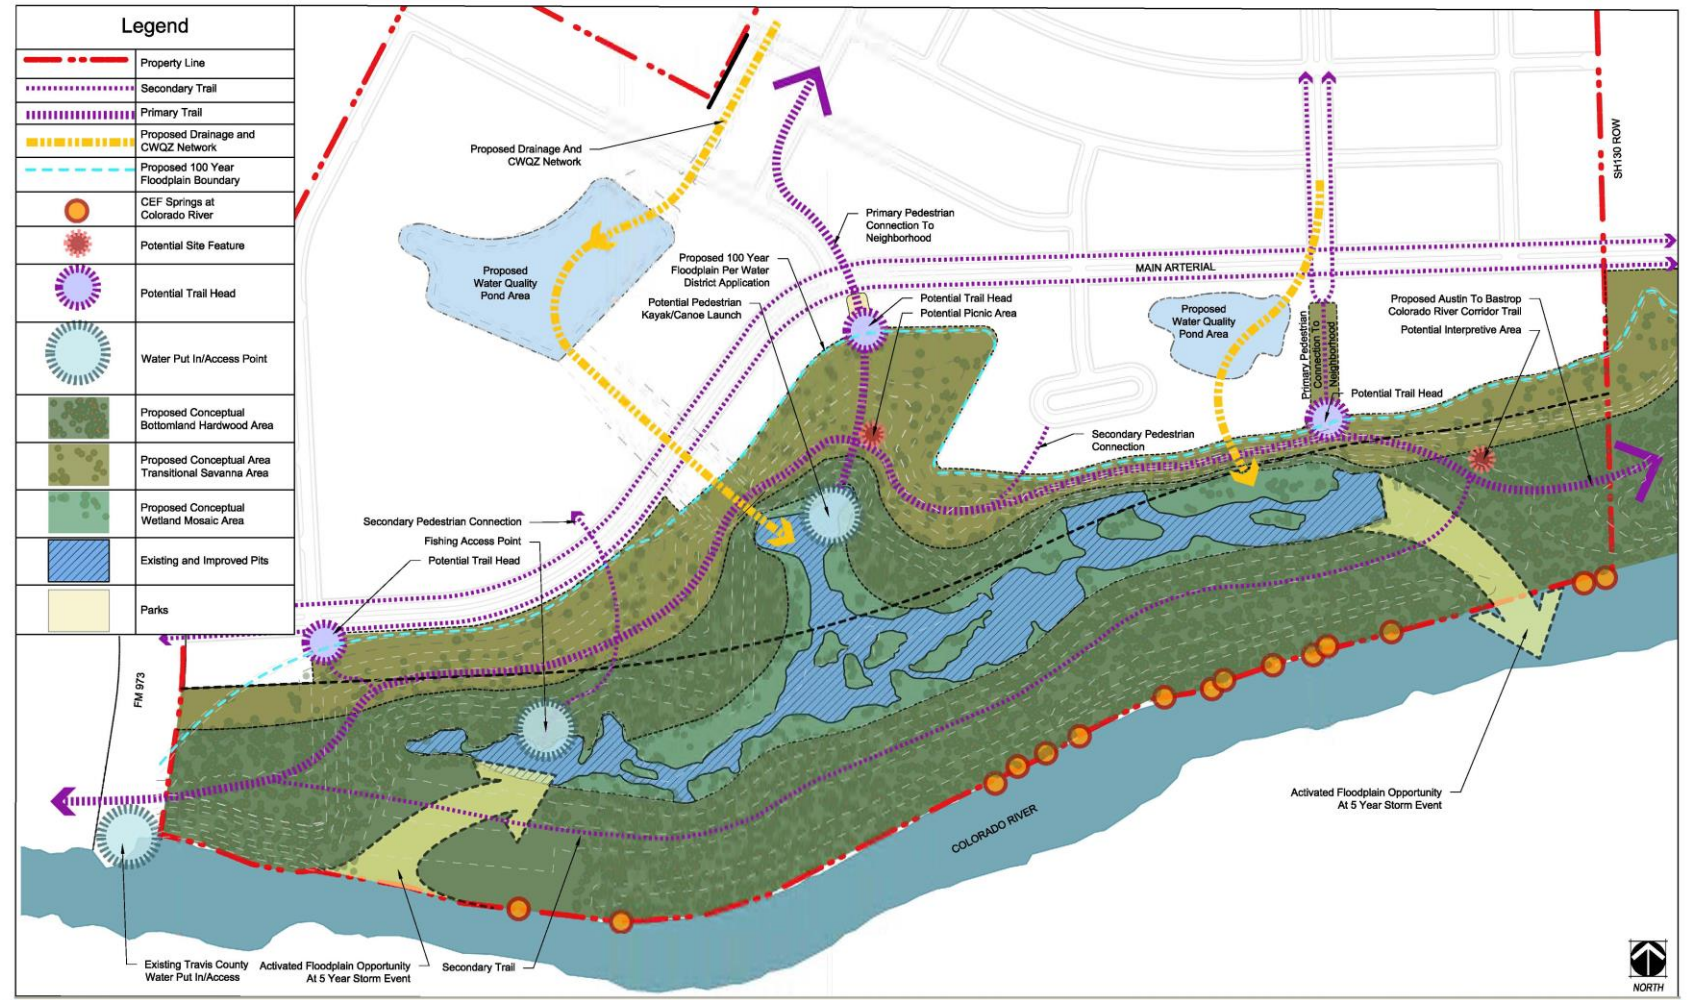 Legend
Property Line
Secondary Trail
Primary Trail
Proposed Drainage and
CWQZ Network
Proposed 100 Year
Floodplain Boundary
CEF Springs at
Colorado River
Potential Site Feature
Potential Trail Head
Water Put In/Access Point
Proposed Conceptual
Bottomland Hardwood Area
Proposed Conceptual Area
Transitional Savanna Area
Proposed Conceptual
Wetland Mosaic Area
Existing and Improved Pits
Parks
Proposed Drainage And
CWQZ Network
Proposed
Water Quality
Pond Area
Primary Pedestrian
Connection To
Neighborhood
Proposed 100 Year
Floodplain Per Water
District Application
Potential Pedestrian
Kayak/Canoe Launch
Potential Trail Head
Potential Picnic Area
MAIN ARTERIAL
SH130 ROW
Proposed
Water Quality
Pond Area
Primary Pedestrian
Connection To
Neighborhood
Proposed Austin To Bastrop
Colorado River Corridor Trail
Potential Interpretive Area
Potential Trail Head
Secondary Pedestrian
Connection
Secondary Pedestrian Connection
Fishing Access Point
Potential Trail Head
FM 973
COLORADO RIVER
Activated Floodplain Opportunity
At 5 Year Storm Event
Existing Travis County
Water Put In/Access
Activated Floodplain Opportunity
At 5 Year Storm Event
Secondary Trail
NORTH